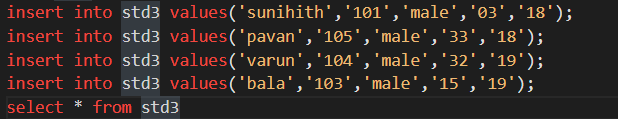 insert into std3 values('sunihith','101','male','03','18');
insert into std3 values('pavan','105','male','33','18');
insert into std3 values('varun','104','male','32','19');
insert into std3 values('bala','103','male','15','19');
select * from std3